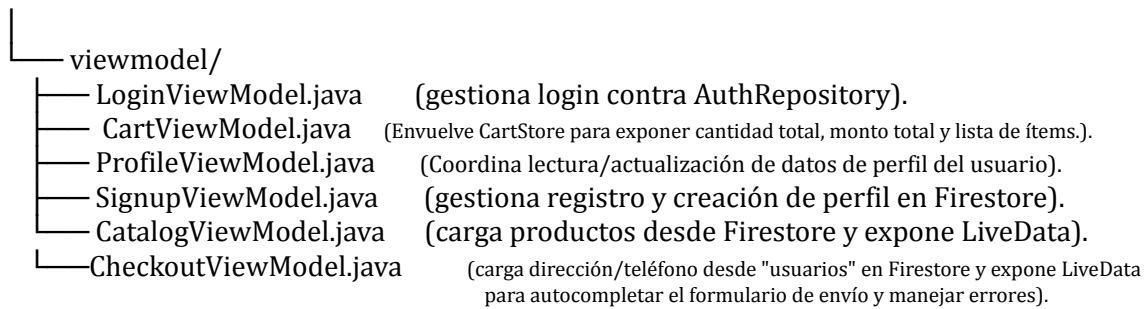 viewmodel/
LoginViewModel.java (gestiona login contra AuthRepository).
CartViewModel.java (Envuelve CartStore para exponer cantidad total, monto total y lista de ítems.).
ProfileViewModel.java (Coordina lectura/actualización de datos de perfil del usuario).
SignupViewModel.java (gestiona registro y creación de perfil en Firestore).
CatalogViewModel.java (carga productos desde Firestore y expone LiveData).
CheckoutViewModel.java (carga dirección/teléfono desde "usuarios" en Firestore y expone LiveData
para autocompletar el formulario de envío y manejar errores).